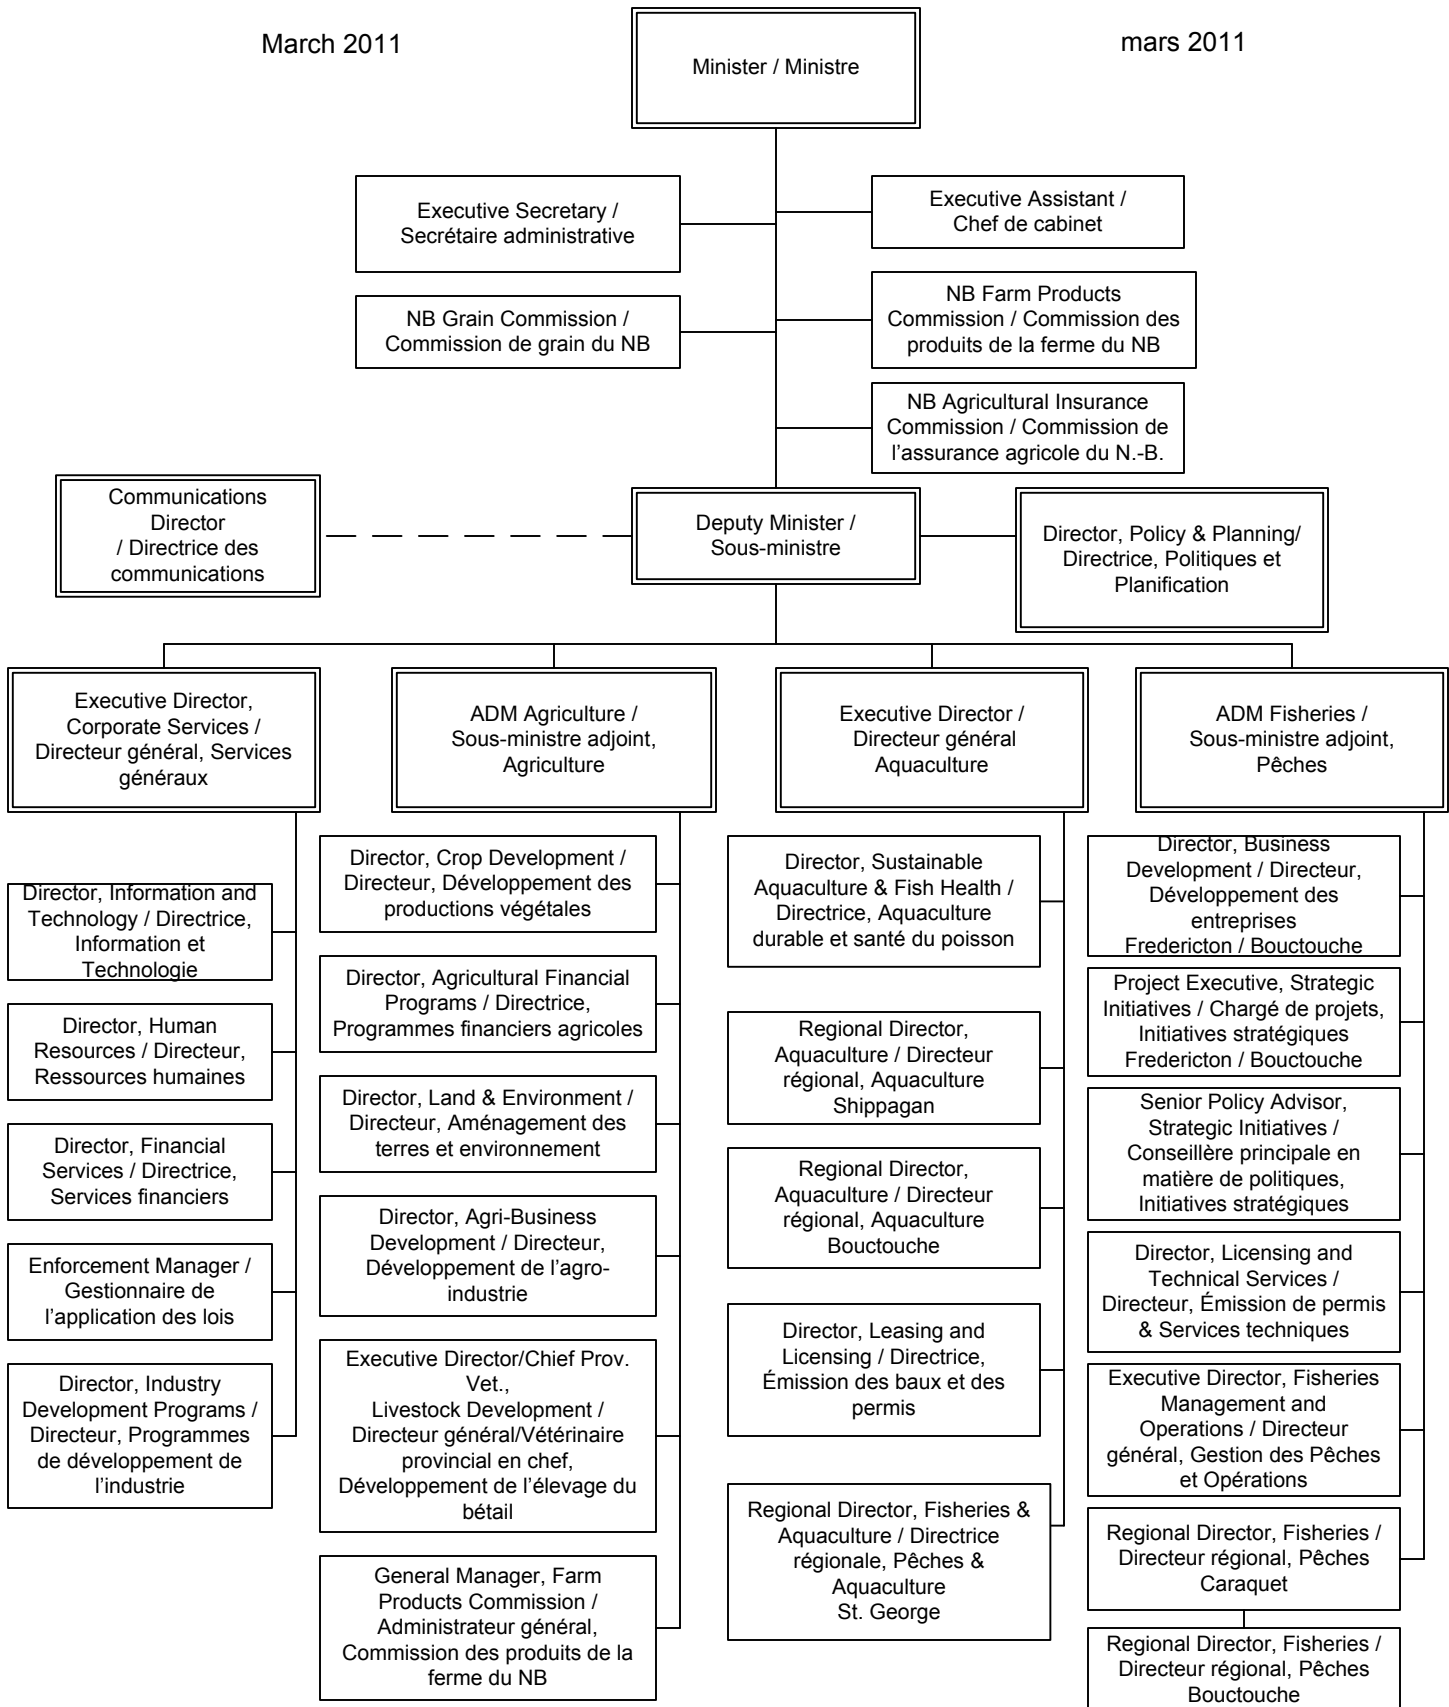 March 2011
mars 2011
Minister / Ministre
Executive Secretary /
Secrétaire administrative
Executive Assistant /
Chef de cabinet
NB Grain Commission /
Commission de grain du NB
NB Farm Products
Commission / Commission des
produits de la ferme du NB
NB Agricultural Insurance
Commission / Commission de
l'assurance agricole du N.-B.
Communications
Director
/ Directrice des
communications
Deputy Minister /
Sous-ministre
Director, Policy & Planning/
Directrice, Politiques et
Planification
Executive Director,
Corporate Services /
Directeur général, Services
généraux
ADM Agriculture /
Sous-ministre adjoint,
Agriculture
Executive Director /
Directeur général
Aquaculture
ADM Fisheries /
Sous-ministre adjoint,
Pêches
Director, Information and
Technology / Directrice,
Information et
Technologie
Director, Human
Resources / Directeur,
Ressources humaines
Director, Financial
Services / Directrice,
Services financiers
Enforcement Manager /
Gestionnaire de
l'application des lois
Director, Industry
Development Programs /
Directeur, Programmes
de développement de
l'industrie
Director, Crop Development /
Directeur, Développement des
productions végétales
Director, Agricultural Financial
Programs / Directrice,
Programmes financiers agricoles
Director, Land & Environment /
Directeur, Aménagement des
terres et environnement
Director, Agri-Business
Development / Directeur,
Développement de l'agro-
industrie
Executive Director/Chief Prov.
Vet.,
Livestock Development /
Directeur général/Vétérinaire
provincial en chef,
Développement de l'élevage du
bétail
General Manager, Farm
Products Commission /
Administrateur général,
Commission des produits de la
ferme du NB
Director, Sustainable
Aquaculture & Fish Health /
Directrice, Aquaculture
durable et santé du poisson
Regional Director,
Aquaculture / Directeur
régional, Aquaculture
Shippagan
Regional Director,
Aquaculture / Directeur
régional, Aquaculture
Bouctouche
Director, Leasing and
Licensing / Directrice,
Émission des baux et des
permis
Regional Director, Fisheries &
Aquaculture / Directrice
régionale, Pêches &
Aquaculture
St. George
Director, Business
Development / Directeur,
Développement des
entreprises
Fredericton / Bouctouche
Project Executive, Strategic
Initiatives / Chargé de projets,
Initiatives stratégiques
Fredericton / Bouctouche
Senior Policy Advisor,
Strategic Initiatives /
Conseillère principale en
matière de politiques,
Initiatives stratégiques
Director, Licensing and
Technical Services /
Directeur, Émission de permis
& Services techniques
Executive Director, Fisheries
Management and
Operations / Directeur
général, Gestion des Pêches
et Opérations
Regional Director, Fisheries /
Directeur régional, Pêches
Caraquet
Regional Director, Fisheries /
Directeur régional, Pêches
Bouctouche